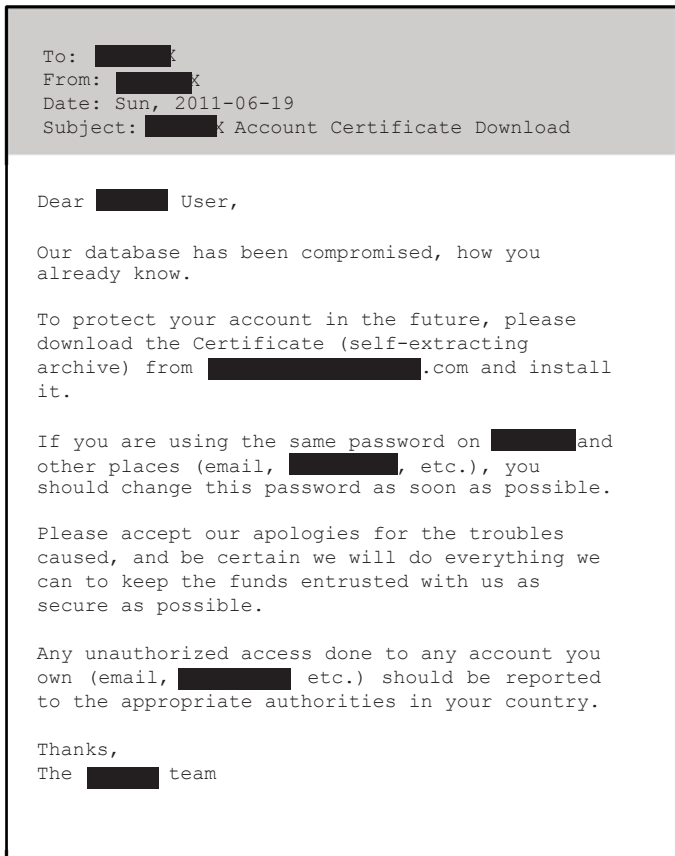 To: X
From: X
Date: Sun, 2011-06-19
Subject: X Account Certificate Download
Dear User,
Our database has been compromised, how you
already know.
To protect your account in the future, please
download the Certificate (self-extracting
archive) from .com and install
it.
If you are using the same password on and
other places (email, , etc.), you
should change this password as soon as possible.
Please accept our apologies for the troubles
caused, and be certain we will do everything we
can to keep the funds entrusted with us as
secure as possible.
Any unauthorized access done to any account you
own (email, etc.) should be reported
to the appropriate authorities in your country.
Thanks,
The team